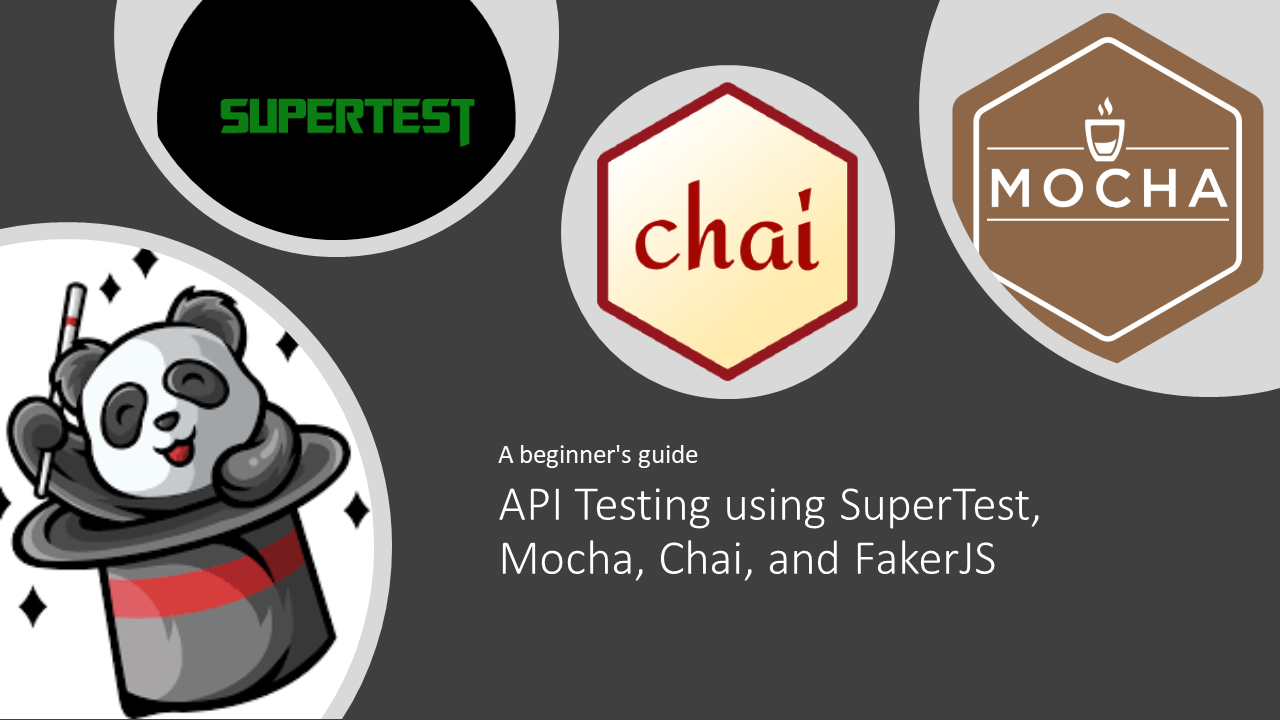 SUPERTEST
chai
MOCHA
A beginner's guide
API Testing using SuperTest,
Mocha, Chai, and FakerJS